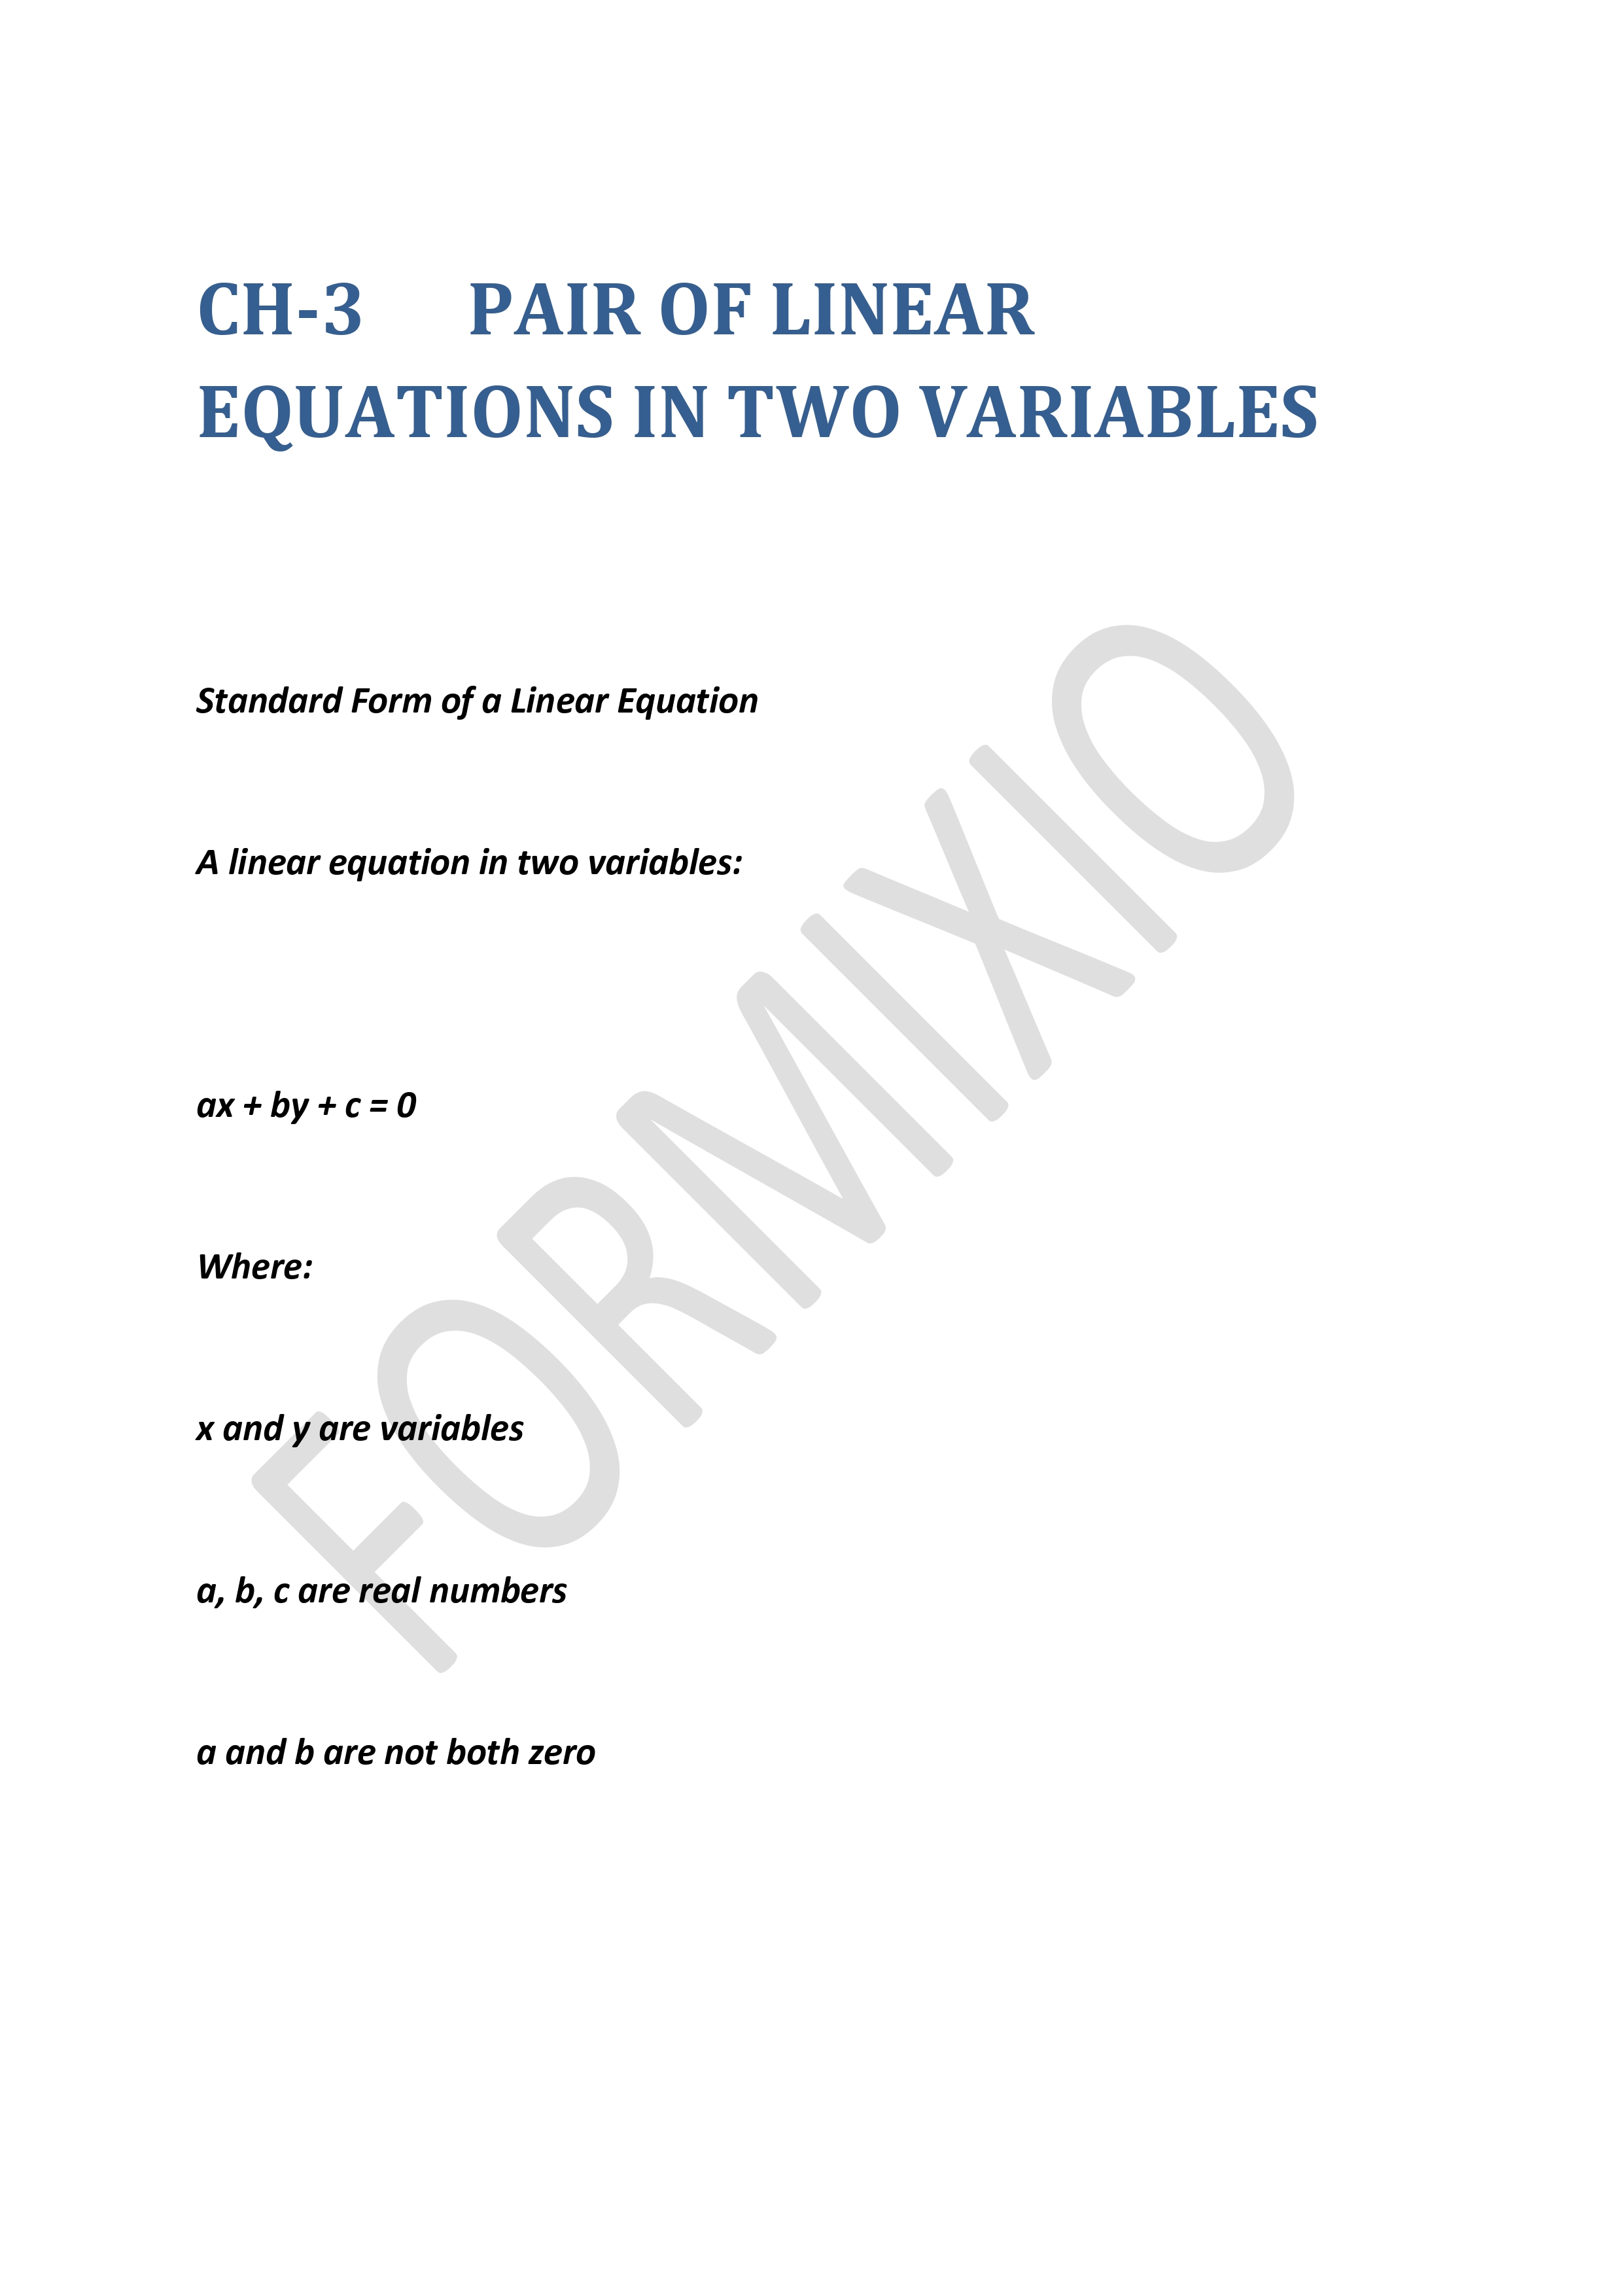 CH-3 PAIR OF LINEAR
EQUATIONS IN TWO VARIABLES
Standard Form of a Linear Equation
A linear equation in two variables:
ax + by + c = 0
Where:
x and y are variables
a, b, c are real numbers
a and b are not both zero
FORMIXIO